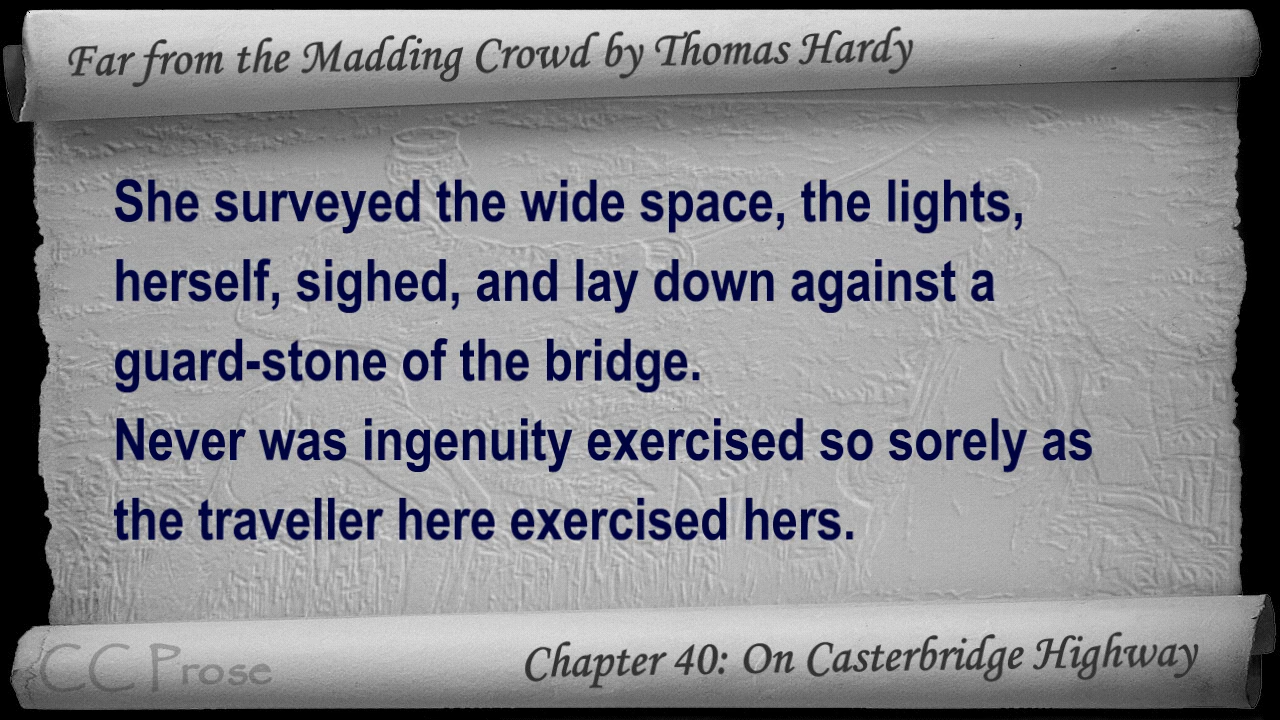 Far from the Madding Crowd by Thomas Hardy
She surveyed the wide space, the lights,
herself, sighed, and lay down against a
guard-stone of the bridge.
Never was ingenuity exercised so sorely as
the traveller here exercised hers.
CC Prose
Chapter 40: On Casterbridge Highway